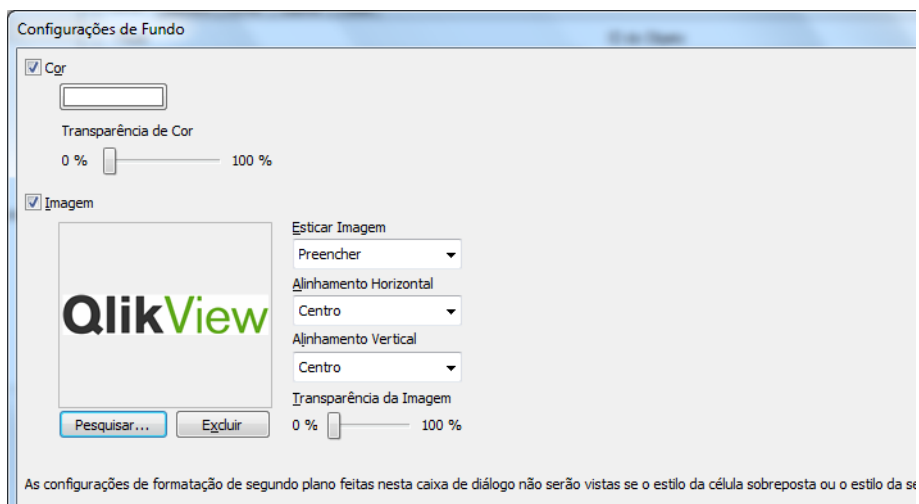 Configurações de Fundo
Cor
Transparência de Cor
0 % 100 %
Imagem
QlikView
Esticar Imagem
Preencher
Alinhamento Horizontal
Centro
Alinhamento Vertical
Centro
Transparência da Imagem
0 % 100 %
Pesquisar... Excluir
As configurações de formatação de segundo plano feitas nesta caixa de diálogo não serão vistas se o estilo da célula sobreposta ou o estilo da se